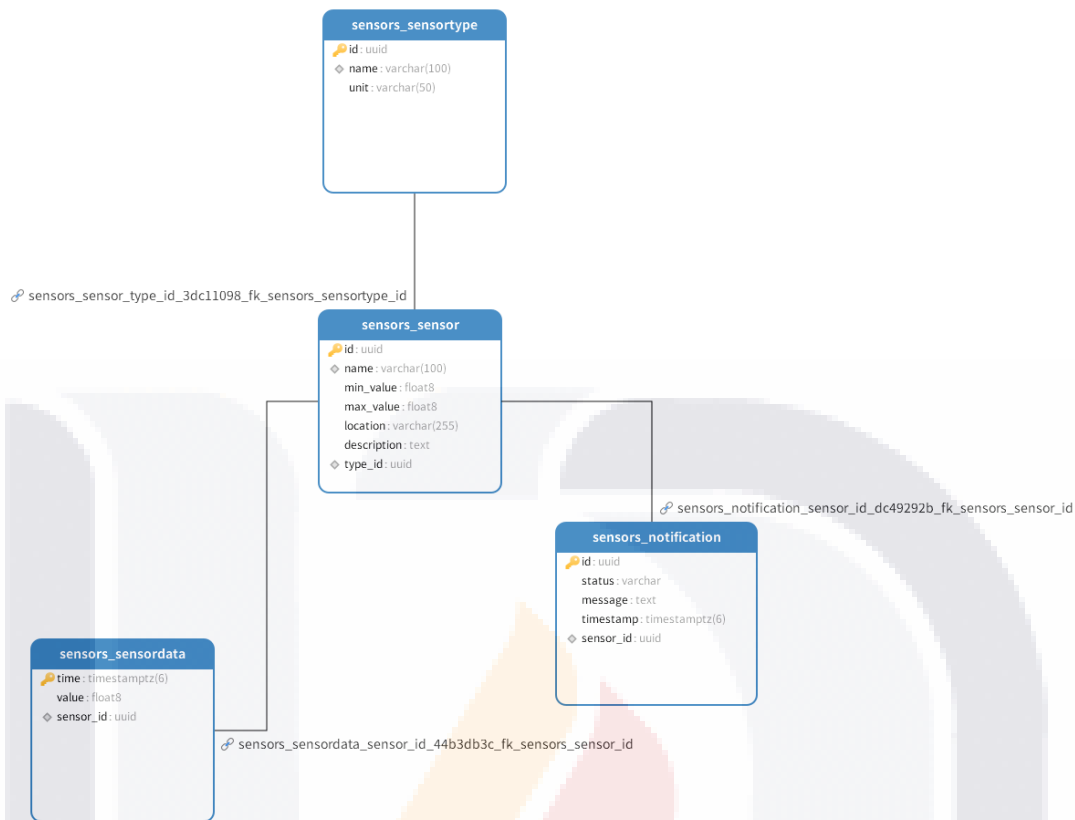 sensors_sensortype
id : uuid
name : varchar(100)
unit : varchar(50)
sensors_sensor_type_id_3dc11098_fk_sensors_sensortype_id
sensors_sensor
id : uuid
name : varchar(100)
min_value : float8
max_value : float8
location : varchar(255)
description : text
type_id : uuid
sensors_notification_sensor_id_dc49292b_fk_sensors_sensor_id
sensors_notification
id : uuid
status : varchar
message : text
timestamp : timestamptz(6)
sensor_id : uuid
sensors_sensordata
time : timestamptz(6)
value : float8
sensor_id : uuid
sensors_sensordata_sensor_id_44b3db3c_fk_sensors_sensor_id